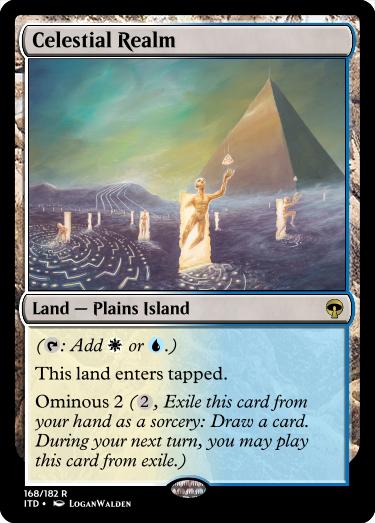 Celestial Realm
Land — Plains Island
(: Add or .)
This land enters tapped.
Ominous 2 (2, Exile this card from
your hand as a sorcery: Draw a card.
During your next turn, you may play
this card from exile.)
168/182 R
ITD • LoganWalden